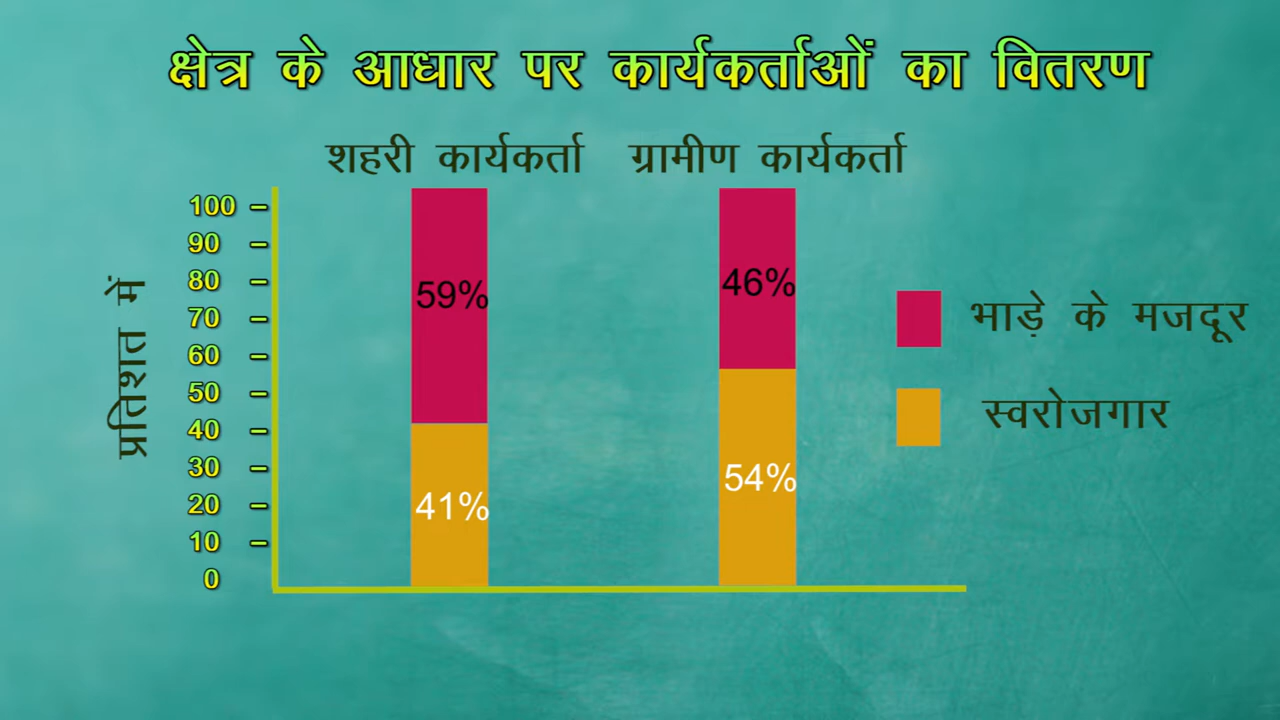 क्षेत्र के आधार पर कार्यकर्ताओं का वितरण
शहरी कार्यकर्ता
ग्रामीण कार्यकर्ता
प्रतिशत में
100
90
80
70
60
50
40
30
20
10
0
59%
41%
46%
54%
भाड़े के मजदूर
स्वरोजगार